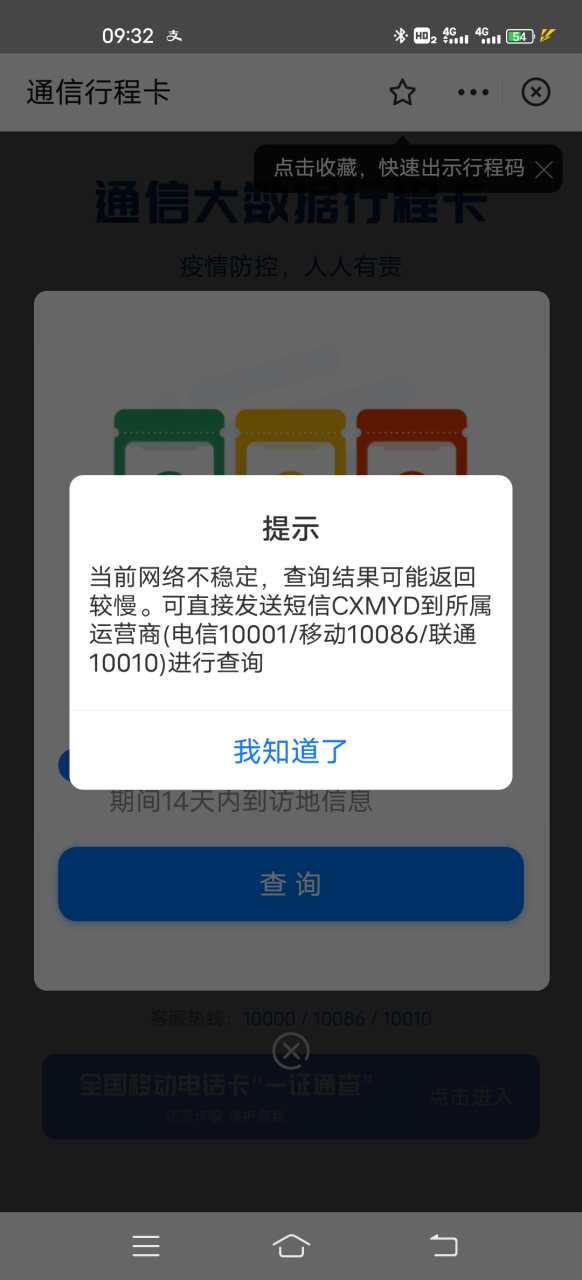 09:32 支
HD2 4G 4G 54
通信行程卡
点击收藏，快速出示行程码
通信大数据行程卡
疫情防控，人人有责
提示
当前网络不稳定，查询结果可能返回
较慢。可直接发送短信CXMYD到所属
运营商(电信10001/移动10086/联通
10010)进行查询
我知道了
期间14天内到访地信息
查 询
客服热线：10000 / 10086 / 10010
全国移动电话卡“一证通查”
点击进入